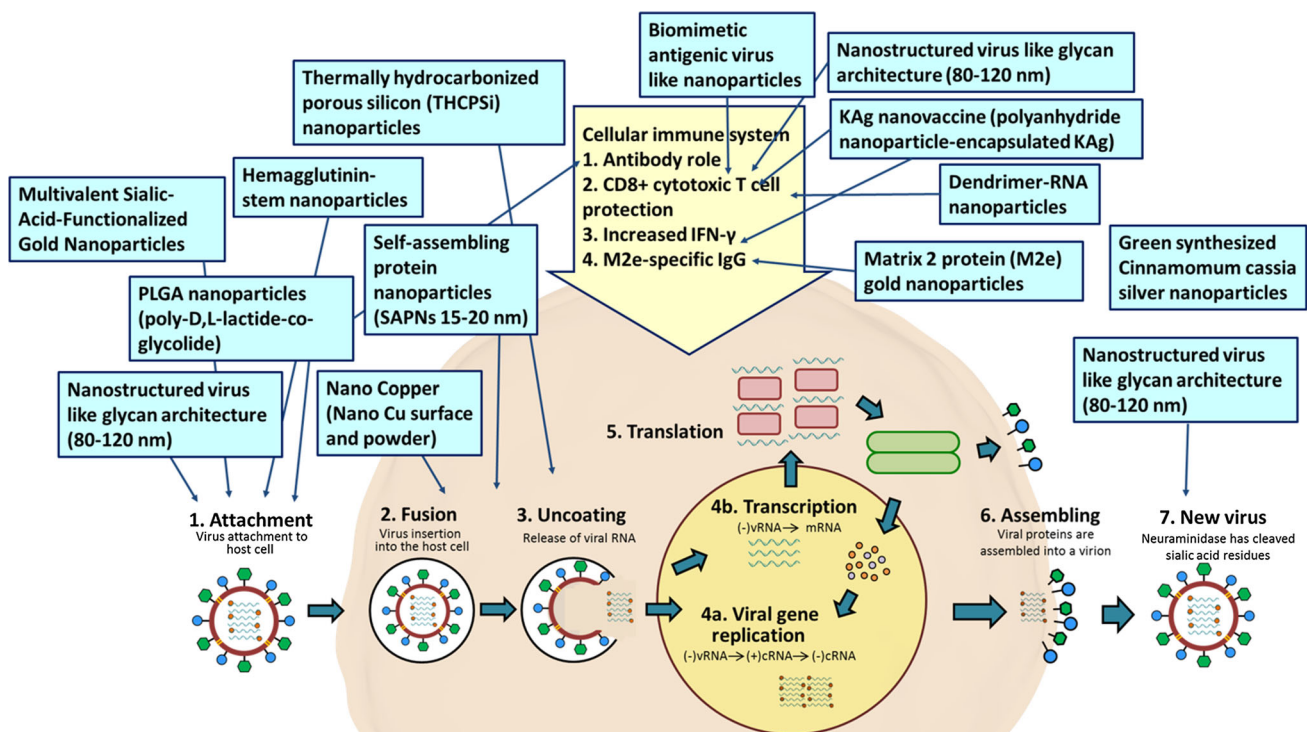 Biomimetic
antigenic virus
like nanoparticles
Nanostructured virus like glycan
architecture (80-120 nm)
Thermally hydrocarbonized
porous silicon (THCPSi)
nanoparticles
KAg nanovaccine (polyanhydride
nanoparticle-encapsulated KAg)
Cellular immune system
1. Antibody role
2. CD8+ cytotoxic T cell
protection
3. Increased IFN-γ
4. M2e-specific IgG
Hemagglutinin-
stem nanoparticles
Dendrimer-RNA
nanoparticles
Multivalent Sialic-
Acid-Functionalized
Gold Nanoparticles
Self-assembling
protein
nanoparticles
(SAPNs 15-20 nm)
Matrix 2 protein (M2e)
gold nanoparticles
Green synthesized
Cinnamomum cassia
silver nanoparticles
PLGA nanoparticles
(poly-D,L-lactide-co-
glycolide)
Nanostructured virus
like glycan architecture
(80-120 nm)
Nano Copper
(Nano Cu surface
and powder)
Nanostructured virus
like glycan architecture
(80-120 nm)
1. Attachment
Virus attachment to
host cell
2. Fusion
Virus insertion
into the host cell
3. Uncoating
Release of viral RNA
5. Translation
4b. Transcription
(-)vRNA→ mRNA
4a. Viral gene
replication
(-)vRNA→(+)cRNA→(-)cRNA
6. Assembling
Viral proteins are
assembled into a virion
7. New virus
Neuraminidase has cleaved
sialic acid residues